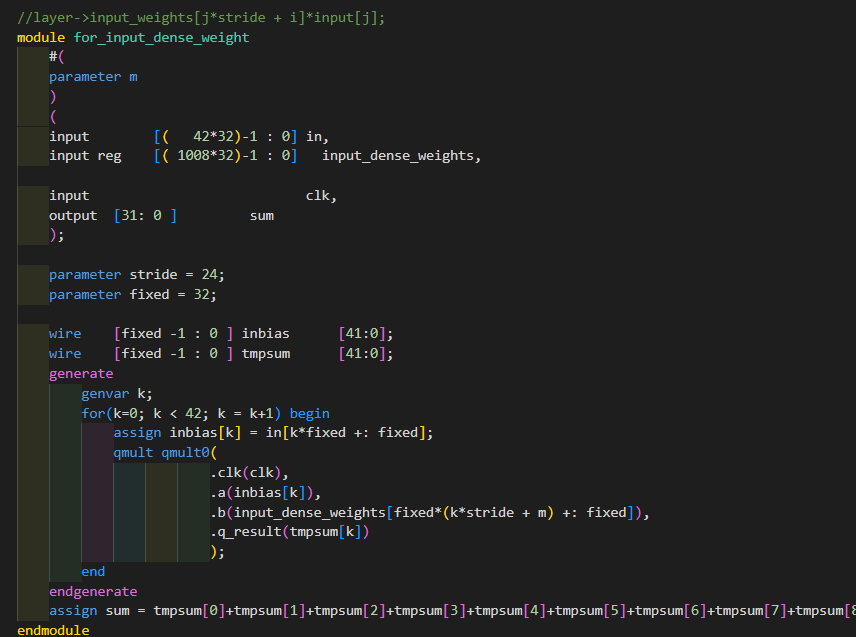 //layer->input_weights[j*stride + i]*input[j];
module for_input_dense_weight
#(
parameter m
)
(
input        [(   42*32)-1 : 0] in,
input reg    [( 1008*32)-1 : 0]   input_dense_weights,
input                           clk,
output  [31: 0 ]         sum
);
parameter stride = 24;
parameter fixed = 32;
wire    [fixed -1 : 0 ] inbias      [41:0];
wire    [fixed -1 : 0 ] tmpsum      [41:0];
generate
genvar k;
for(k=0; k < 42; k = k+1) begin
assign inbias[k] = in[k*fixed +: fixed];
qmult qmult0(
.clk(clk),
.a(inbias[k]),
.b(input_dense_weights[fixed*(k*stride + m) +: fixed]),
.q_result(tmpsum[k])
);
end
endgenerate
assign sum = tmpsum[0]+tmpsum[1]+tmpsum[2]+tmpsum[3]+tmpsum[4]+tmpsum[5]+tmpsum[6]+tmpsum[7]+tmpsum[8
endmodule